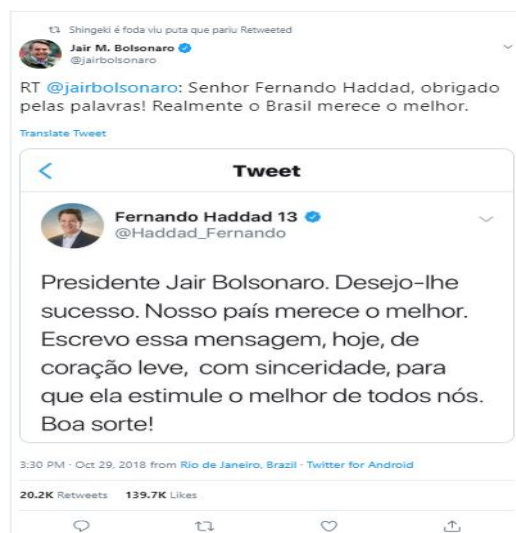 Shingeki é foda viu puta que pariu Retweeted
Jair M. Bolsonaro
@jairbolsonaro
RT @jairbolsonaro: Senhor Fernando Haddad, obrigado
pelas palavras! Realmente o Brasil merece o melhor.
Translate Tweet
Tweet
Fernando Haddad 13
@Haddad_Fernando
Presidente Jair Bolsonaro. Desejo-lhe
sucesso. Nosso país merece o melhor.
Escrevo essa mensagem, hoje, de
coração leve, com sinceridade, para
que ela estimule o melhor de todos nós.
Boa sorte!
3:30 PM · Oct 29, 2018 from Rio de Janeiro, Brazil · Twitter for Android
20.2K Retweets 139.7K Likes